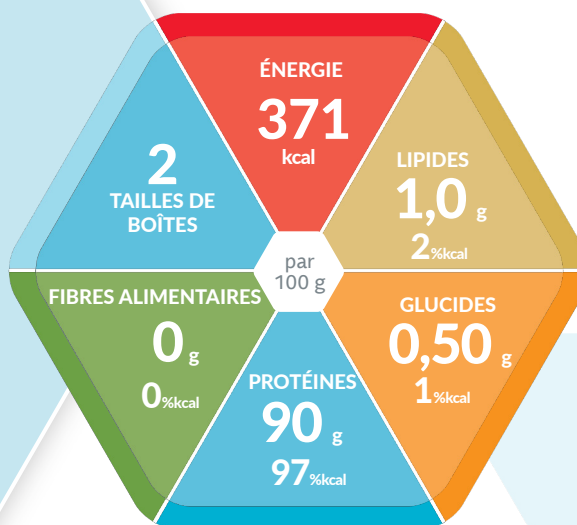 ÉNERGIE
371
kcal
LIPIDES
1,0 g
2%kcal
GLUCIDES
0,50 g
1%kcal
PROTÉINES
90 g
97%kcal
FIBRES ALIMENTAIRES
0 g
0%kcal
2
TAILLES DE
BOÎTES
par
100 g